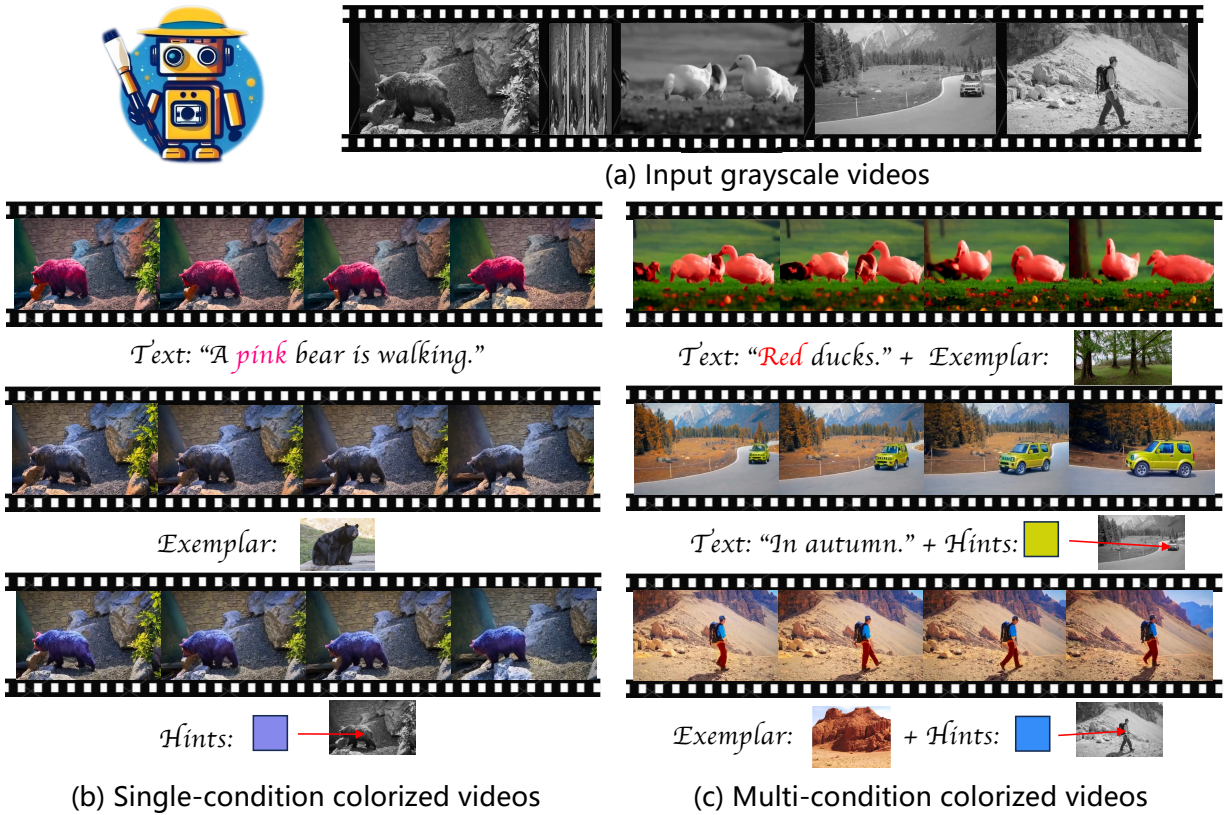 (a) Input grayscale videos
Text: “A pink bear is walking.”
Exemplar:
Hints:
(b) Single-condition colorized videos
Text: “Red ducks.” + Exemplar:
Text: “In autumn.” + Hints:
Exemplar: + Hints:
(c) Multi-condition colorized videos